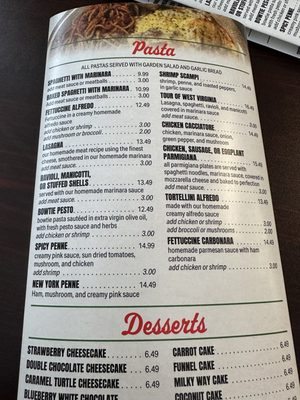 Pasta
ALL PASTAS SERVED WITH GARDEN SALAD AND GARLIC BREAD
SPAGHETTI WITH MARINARA 9.99
add meat sauce or meatballs 3.00
BAKED SPAGHETTI WITH MARINARA 10.99
add meat sauce or meatballs 3.00
FETTUCCINE ALFREDO 12.49
fettuccine in a creamy homemade
alfredo sauce
add chicken or shrimp 3.00
add mushroom or broccoli 2.00
LASAGNA 13.49
our homemade meat recipe using the finest
cheese, smothered in our homemade marinara
add meat sauce 3.00
RAVIOLI, MANICOTTI,
OR STUFFED SHELLS 13.49
served with our homemade marinara sauce
add meat sauce 3.00
BOWTIE PESTO 12.49
bowtie pasta sautéed in extra virgin olive oil,
with fresh pesto sauce and herbs
add chicken or shrimp 3.00
SPICY PENNE 14.99
creamy pink sauce, sun dried tomatoes,
mushroom, and chicken
add shrimp 3.00
NEW YORK PENNE 14.49
Ham, mushroom, and creamy pink sauce
SHRIMP SCAMPI
shrimp, penne, and roasted peppers,
in garlic sauce
TOUR OF WEST VIRGINIA
Lasagna, spaghetti, ravioli, and manicotti
covered in marinara sauce
add meat sauce 3.00
CHICKEN CACCIATORE 14.49
chicken, marinara sauce, onion,
green pepper, and mushroom
CHICKEN, SAUSAGE, OR EGGPLANT
PARMIGIANA 14.49
all parmigiana plates are served with
spaghetti noodles, marinara sauce, covered in
mozzarella cheese and baked to perfection
add meat sauce 3.00
TORTELLINI ALFREDO 13.49
made with our homemade
creamy alfredo sauce
add chicken or shrimp 3.00
add broccoli or mushrooms 2.00
FETTUCCINE CARBONARA 14.49
homemade parmesan sauce with ham
carbonara
add chicken or shrimp 3.00
Desserts
STRAWBERRY CHEESECAKE 6.49
DOUBLE CHOCOLATE CHEESECAKE 6.49
CARAMEL TURTLE CHEESECAKE 6.49
BLUEBERRY WHITE CHOCOLATE
CARROT CAKE 6.49
FUNNEL CAKE 6.49
MILKY WAY CAKE 6.49
COCONUT CAKE